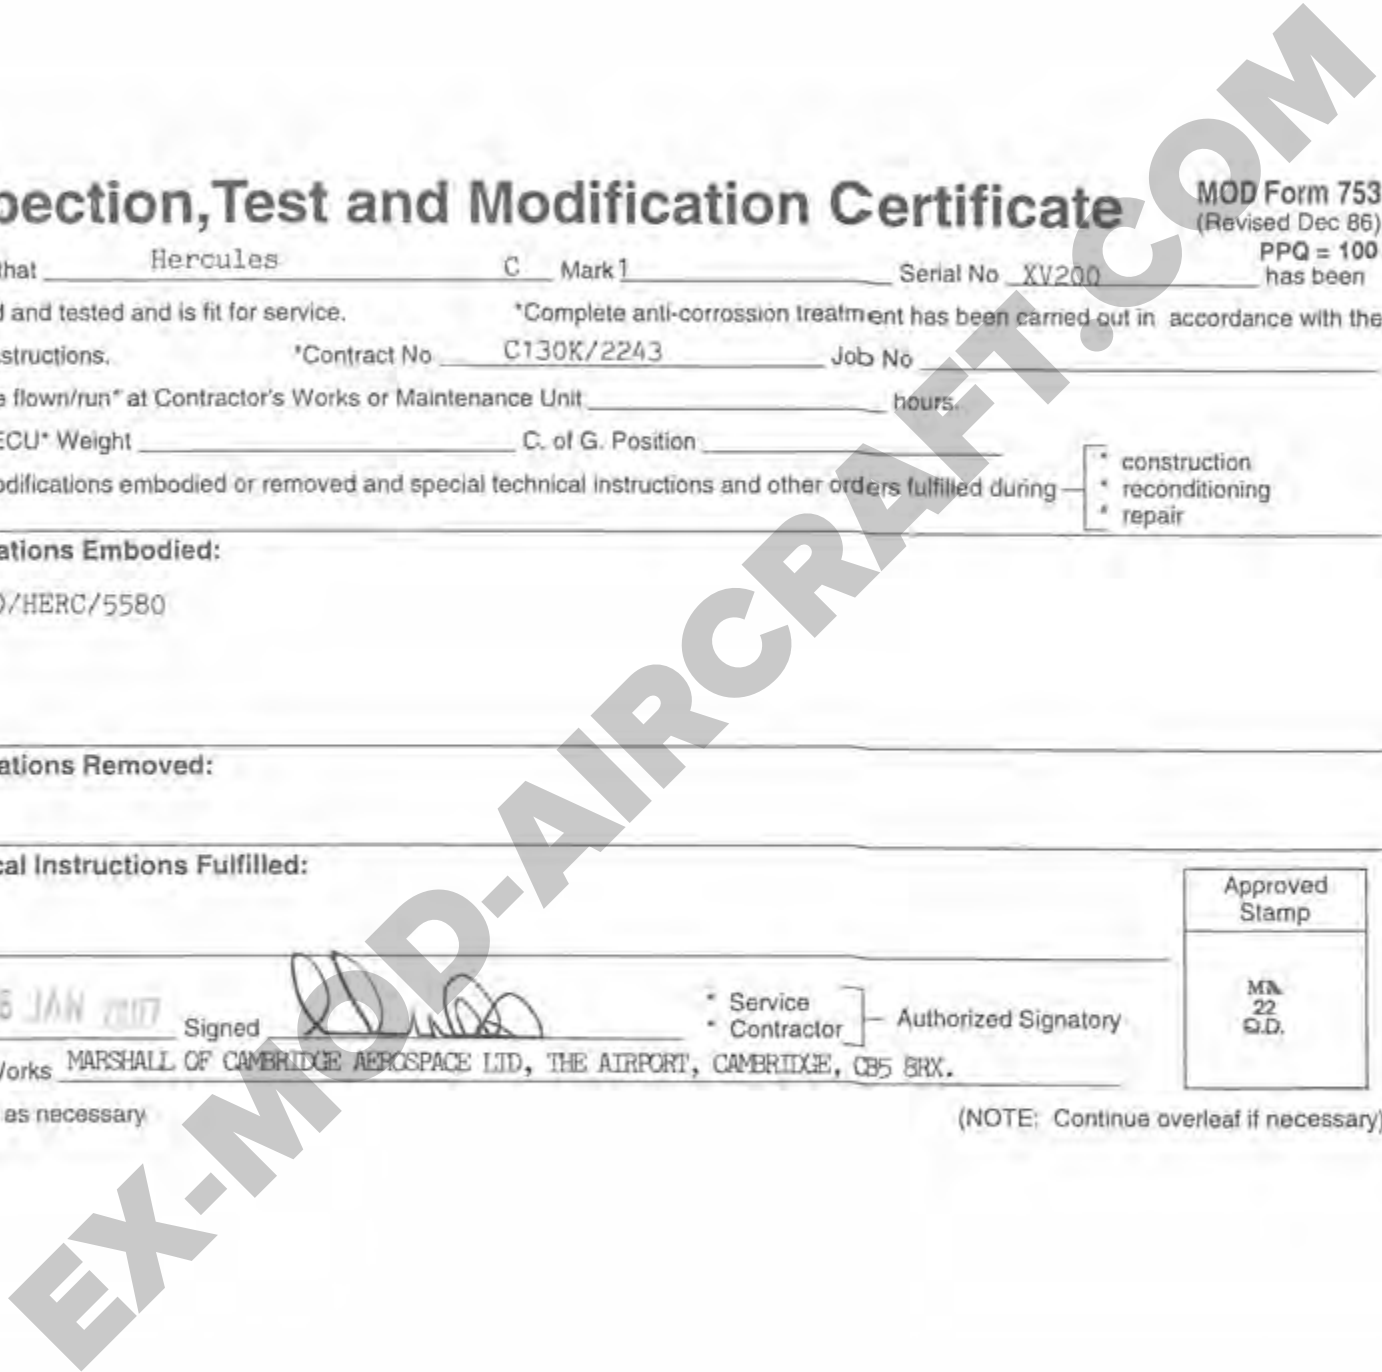 pection,Test and Modification Certificate
MOD Form 753
(Revised Dec 86)
PPQ = 100
that Hercules C Mark 1 Serial No XV200 has been
d and tested and is fit for service. *Complete anti-corrossion treatment has been carried out in accordance with the
structions. *Contract No C130K/2243 Job No
e flown/run* at Contractor's Works or Maintenance Unit hours.
ECU* Weight C. of G. Position
odifications embodied or removed and special technical instructions and other orders fulfilled during
* construction
* reconditioning
* repair
ations Embodied:
D/HERC/5580
ations Removed:
cal Instructions Fulfilled:
Approved
Stamp
MA
22
Q.D.
Signed
* Service
* Contractor
Authorized Signatory
Works MARSHALL OF CAMBRIDGE AEROSPACE LTD, THE AIRPORT, CAMBRIDGE, CB5 8RX.
as necessary
(NOTE: Continue overleaf if necessary)
EX-MOD-AIRCRAFT.COM